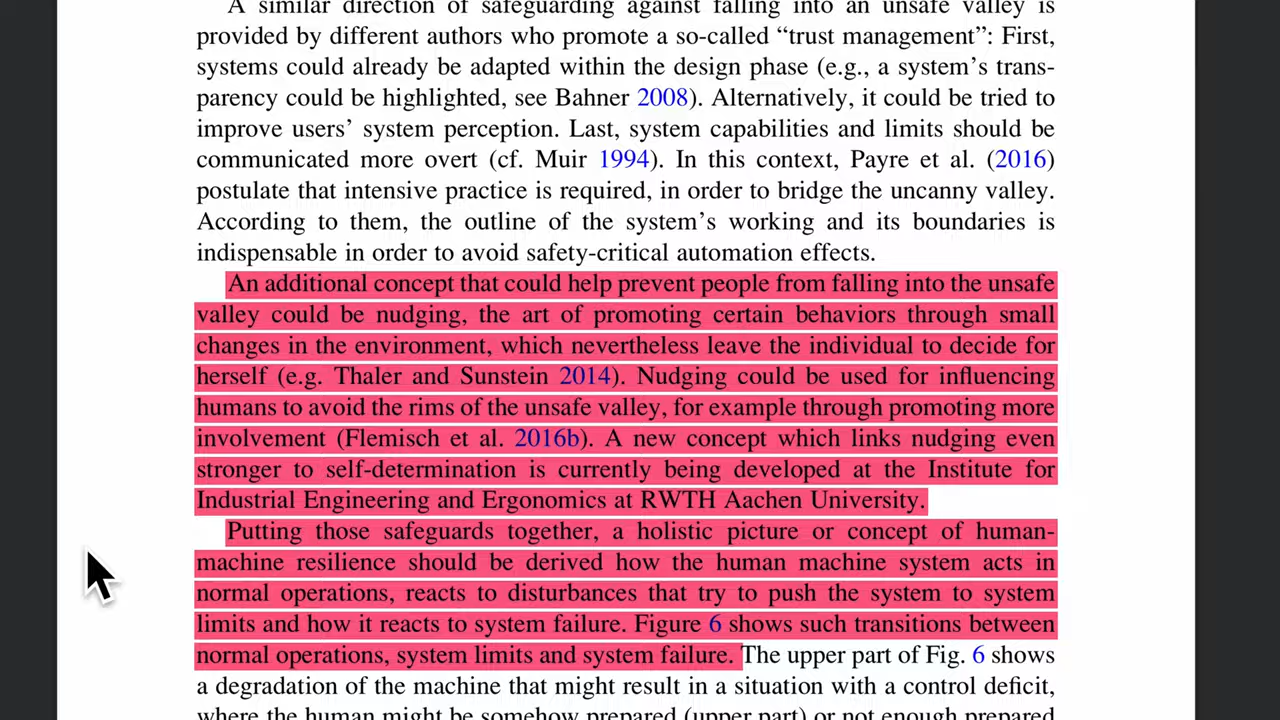 A similar direction of safeguarding against falling into an unsafe valley is
provided by different authors who promote a so-called “trust management”: First,
systems could already be adapted within the design phase (e.g., a system’s trans-
parency could be highlighted, see Bahner 2008). Alternatively, it could be tried to
improve users’ system perception. Last, system capabilities and limits should be
communicated more overt (cf. Muir 1994). In this context, Payre et al. (2016)
postulate that intensive practice is required, in order to bridge the uncanny valley.
According to them, the outline of the system’s working and its boundaries is
indispensable in order to avoid safety-critical automation effects.
An additional concept that could help prevent people from falling into the unsafe
valley could be nudging, the art of promoting certain behaviors through small
changes in the environment, which nevertheless leave the individual to decide for
herself (e.g. Thaler and Sunstein 2014). Nudging could be used for influencing
humans to avoid the rims of the unsafe valley, for example through promoting more
involvement (Flemisch et al. 2016b). A new concept which links nudging even
stronger to self-determination is currently being developed at the Institute for
Industrial Engineering and Ergonomics at RWTH Aachen University.
Putting those safeguards together, a holistic picture or concept of human-
machine resilience should be derived how the human machine system acts in
normal operations, reacts to disturbances that try to push the system to system
limits and how it reacts to system failure. Figure 6 shows such transitions between
normal operations, system limits and system failure. The upper part of Fig. 6 shows
a degradation of the machine that might result in a situation with a control deficit,
where the human might be somehow prepared (upper part) or not enough prepared